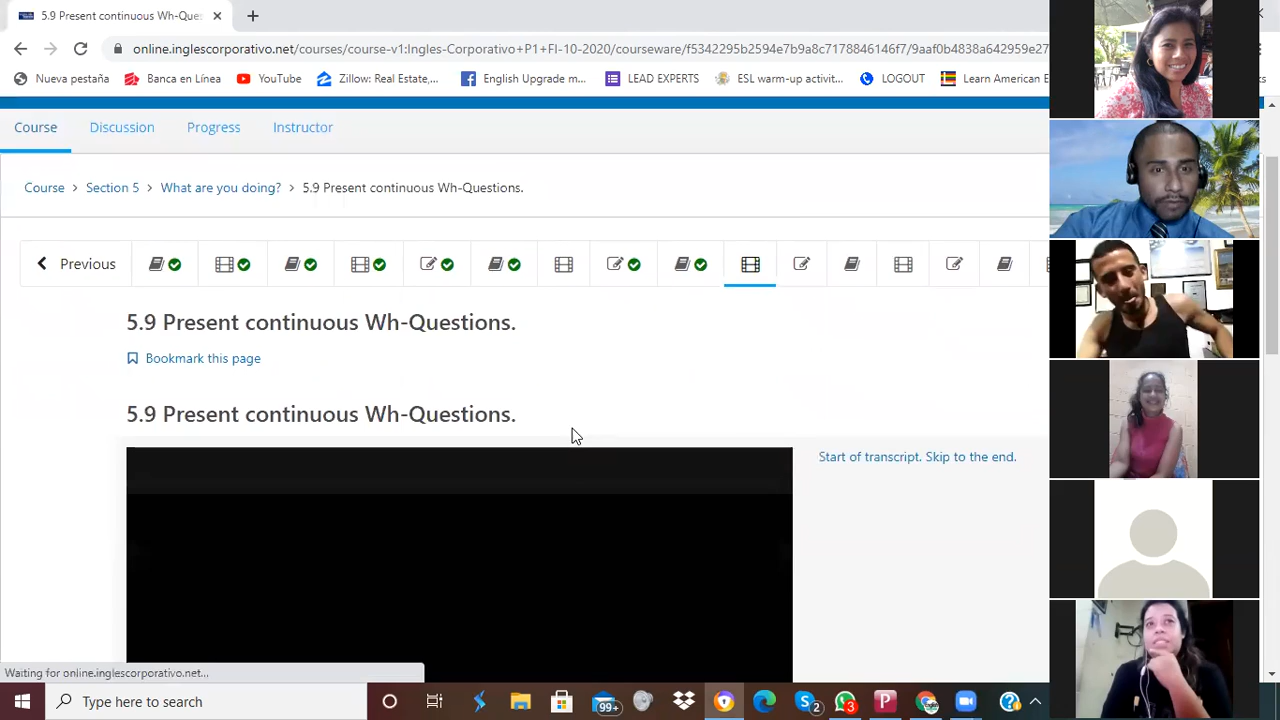 5.9 Present continuous Wh-Ques
online.inglescorporativo.net/courses/course-v1:Ingles-Corporativo+P1+FI-10-2020/courseware/f5342295b2594e7b9a8c7178846146f7/9aaf0b4838a642959e27
Nueva pestaña Banca en Línea YouTube Zillow: Real Estate,... English Upgrade m... LEAD EXPERTS ESL warm-up activit... LOGOUT Learn American E
Course Discussion Progress Instructor
Course > Section 5 > What are you doing? > 5.9 Present continuous Wh-Questions.
Previous
5.9 Present continuous Wh-Questions.
Bookmark this page
5.9 Present continuous Wh-Questions.
Start of transcript. Skip to the end.
Waiting for online.inglescorporativo.net...
Type here to search 99+ 2 3